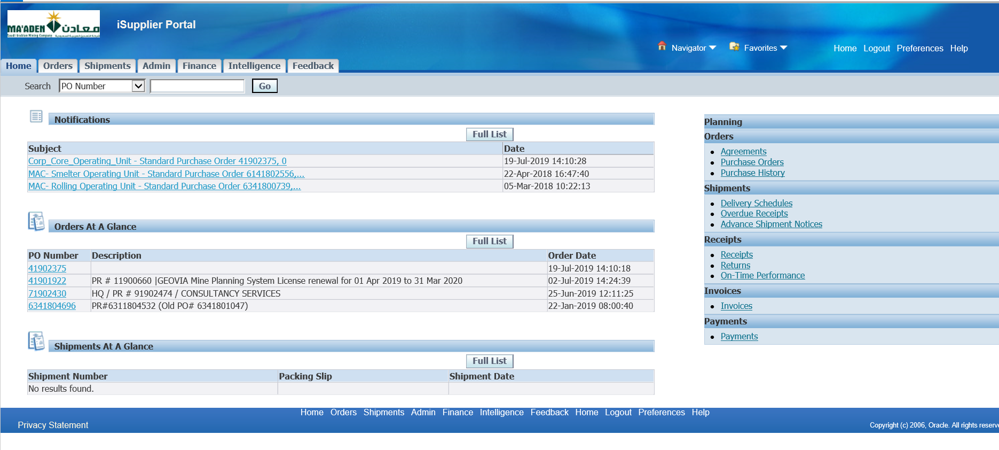 MA'ADEN معادن
Saudi Arabian Mining Company
iSupplier Portal
Navigator Favorites Home Logout Preferences Help
Home Orders Shipments Admin Finance Intelligence Feedback
Search PO Number Go
Notifications
Full List
Subject Date
Corp_Core_Operating_Unit - Standard Purchase Order 41902375, 0 19-Jul-2019 14:10:28
MAC- Smelter Operating Unit - Standard Purchase Order 6141802556,... 22-Apr-2018 16:47:40
MAC- Rolling Operating Unit - Standard Purchase Order 6341800739,... 05-Mar-2018 10:22:13
Orders At A Glance
Full List
PO Number Description Order Date
41902375 19-Jul-2019 14:10:18
41901922 PR # 11900660 |GEOVIA Mine Planning System License renewal for 01 Apr 2019 to 31 Mar 2020 02-Jul-2019 14:24:39
71902430 HQ / PR # 91902474 / CONSULTANCY SERVICES 25-Jun-2019 12:11:25
6341804696 PR#6311804532 (Old PO# 6341801047) 22-Jan-2019 08:00:40
Shipments At A Glance
Full List
Shipment Number Packing Slip Shipment Date
No results found.
Planning
Orders
Agreements
Purchase Orders
Purchase History
Shipments
Delivery Schedules
Overdue Receipts
Advance Shipment Notices
Receipts
Receipts
Returns
On-Time Performance
Invoices
Invoices
Payments
Payments
Home Orders Shipments Admin Finance Intelligence Feedback Home Logout Preferences Help
Privacy Statement
Copyright (c) 2006, Oracle. All rights reserve